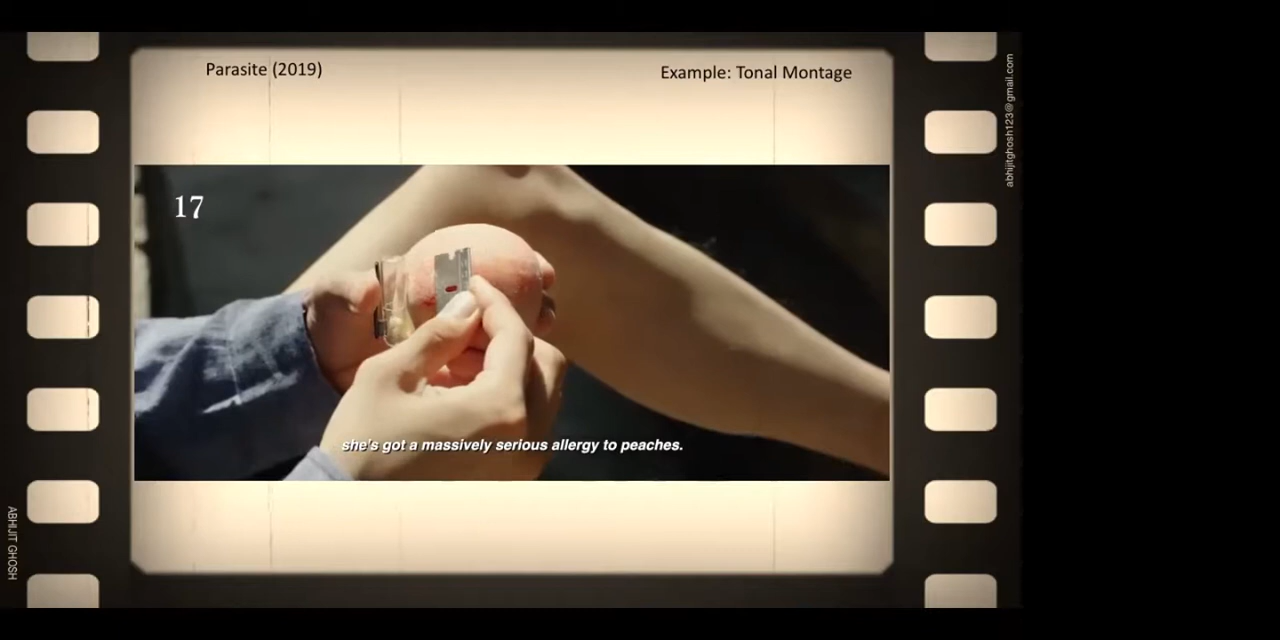 Parasite (2019)
Example: Tonal Montage
abhijitghosh123@gmail.com
17
she's got a massively serious allergy to peaches.
ABHIJIT GHOSH